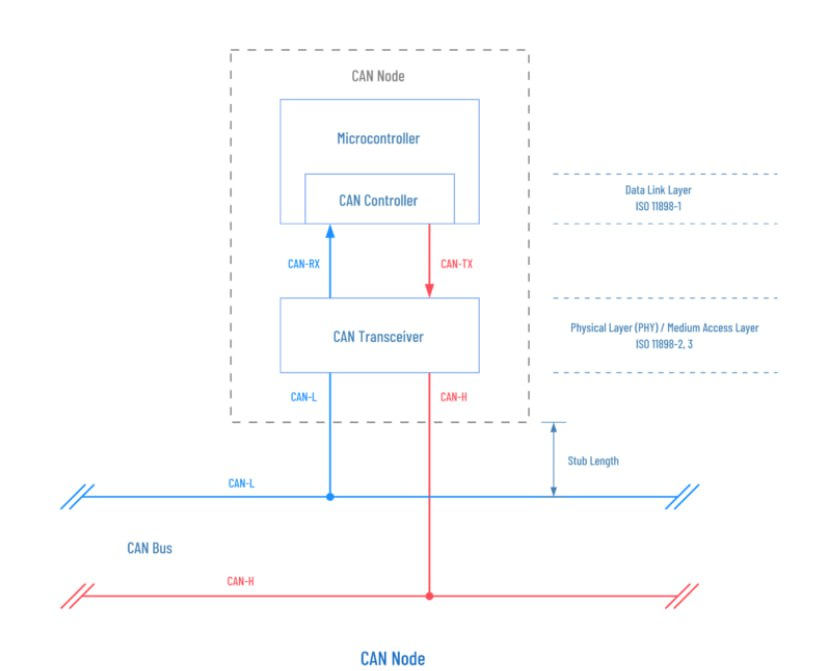 CAN Node
Microcontroller
CAN Controller
Data Link Layer
ISO 11898-1
CAN-RX
CAN-TX
CAN Transceiver
Physical Layer (PHY) / Medium Access Layer
ISO 11898-2, 3
CAN-L
CAN-H
Stub Length
CAN-L
CAN Bus
CAN-H
CAN Node